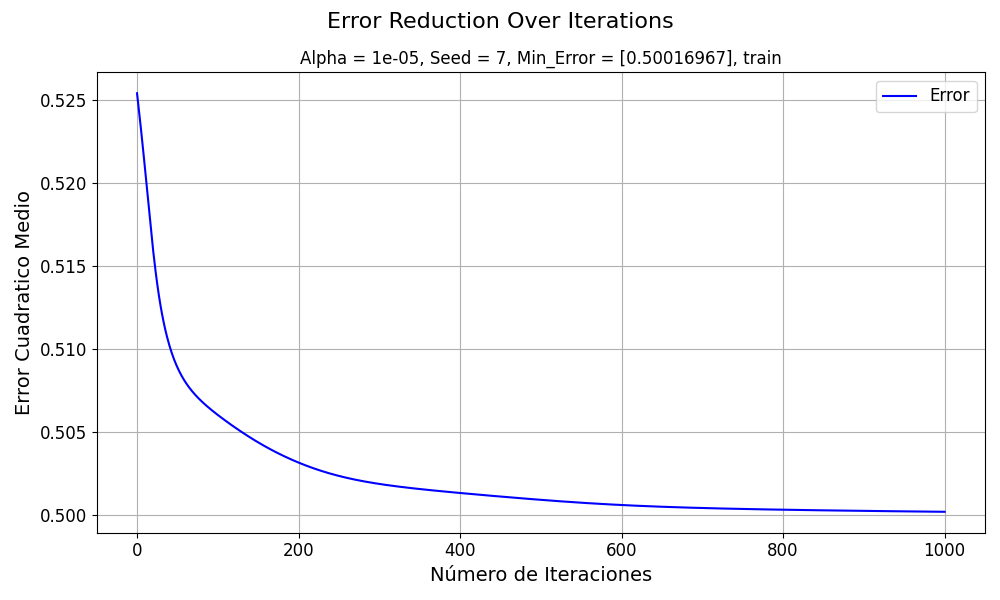 Error Reduction Over Iterations
Alpha = 1e-05, Seed = 7, Min_Error = [0.50016967], train
Error
0.525
0.520
0.515
0.510
0.505
0.500
Error Cuadratico Medio
0 200 400 600 800 1000
Número de Iteraciones